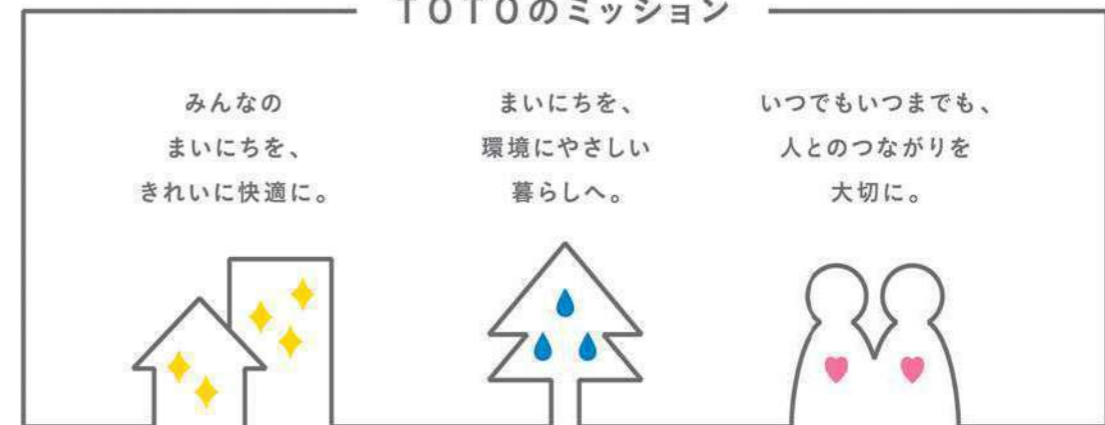 TOTOのミッション
みんなの
まいにちを、
きれいに快適に。
まいにちを、
環境にやさしい
暮らしへ。
いつでもいつまでも、
人とのつながりを
大切に。